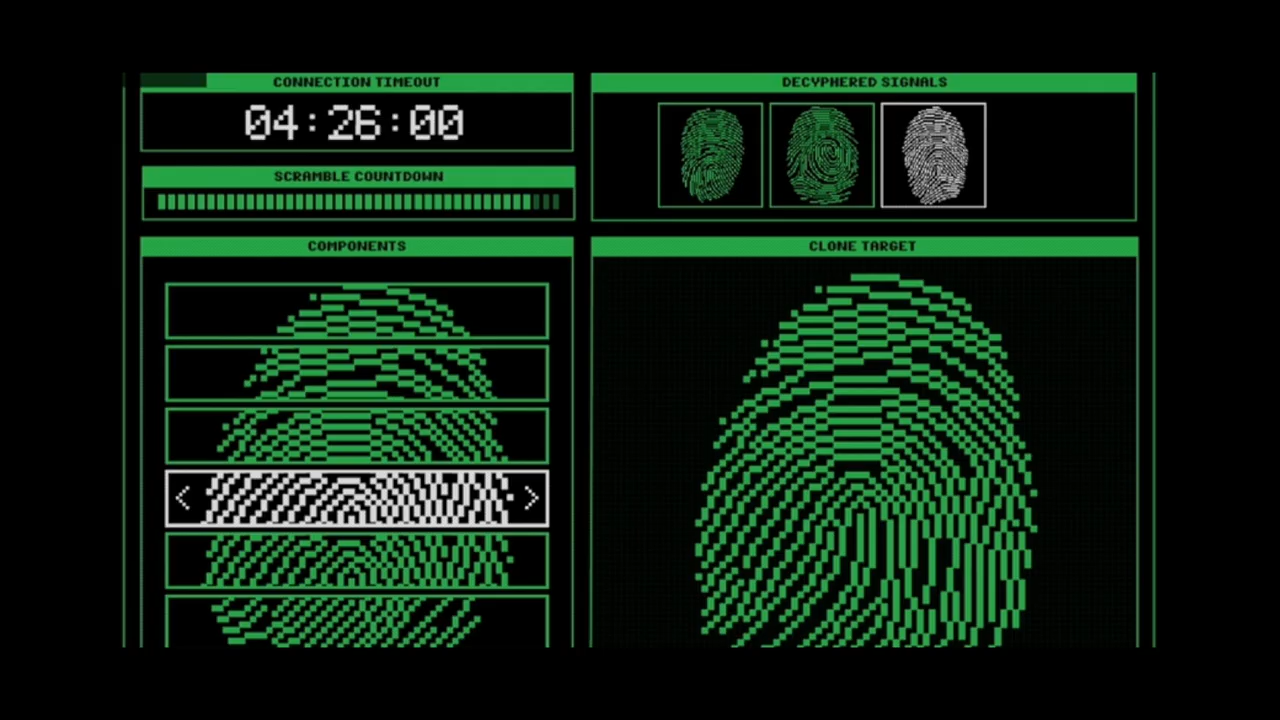 CONNECTION TIMEOUT
04:26:00
SCRAMBLE COUNTDOWN
DECYPHERED SIGNALS
COMPONENTS
CLONE TARGET